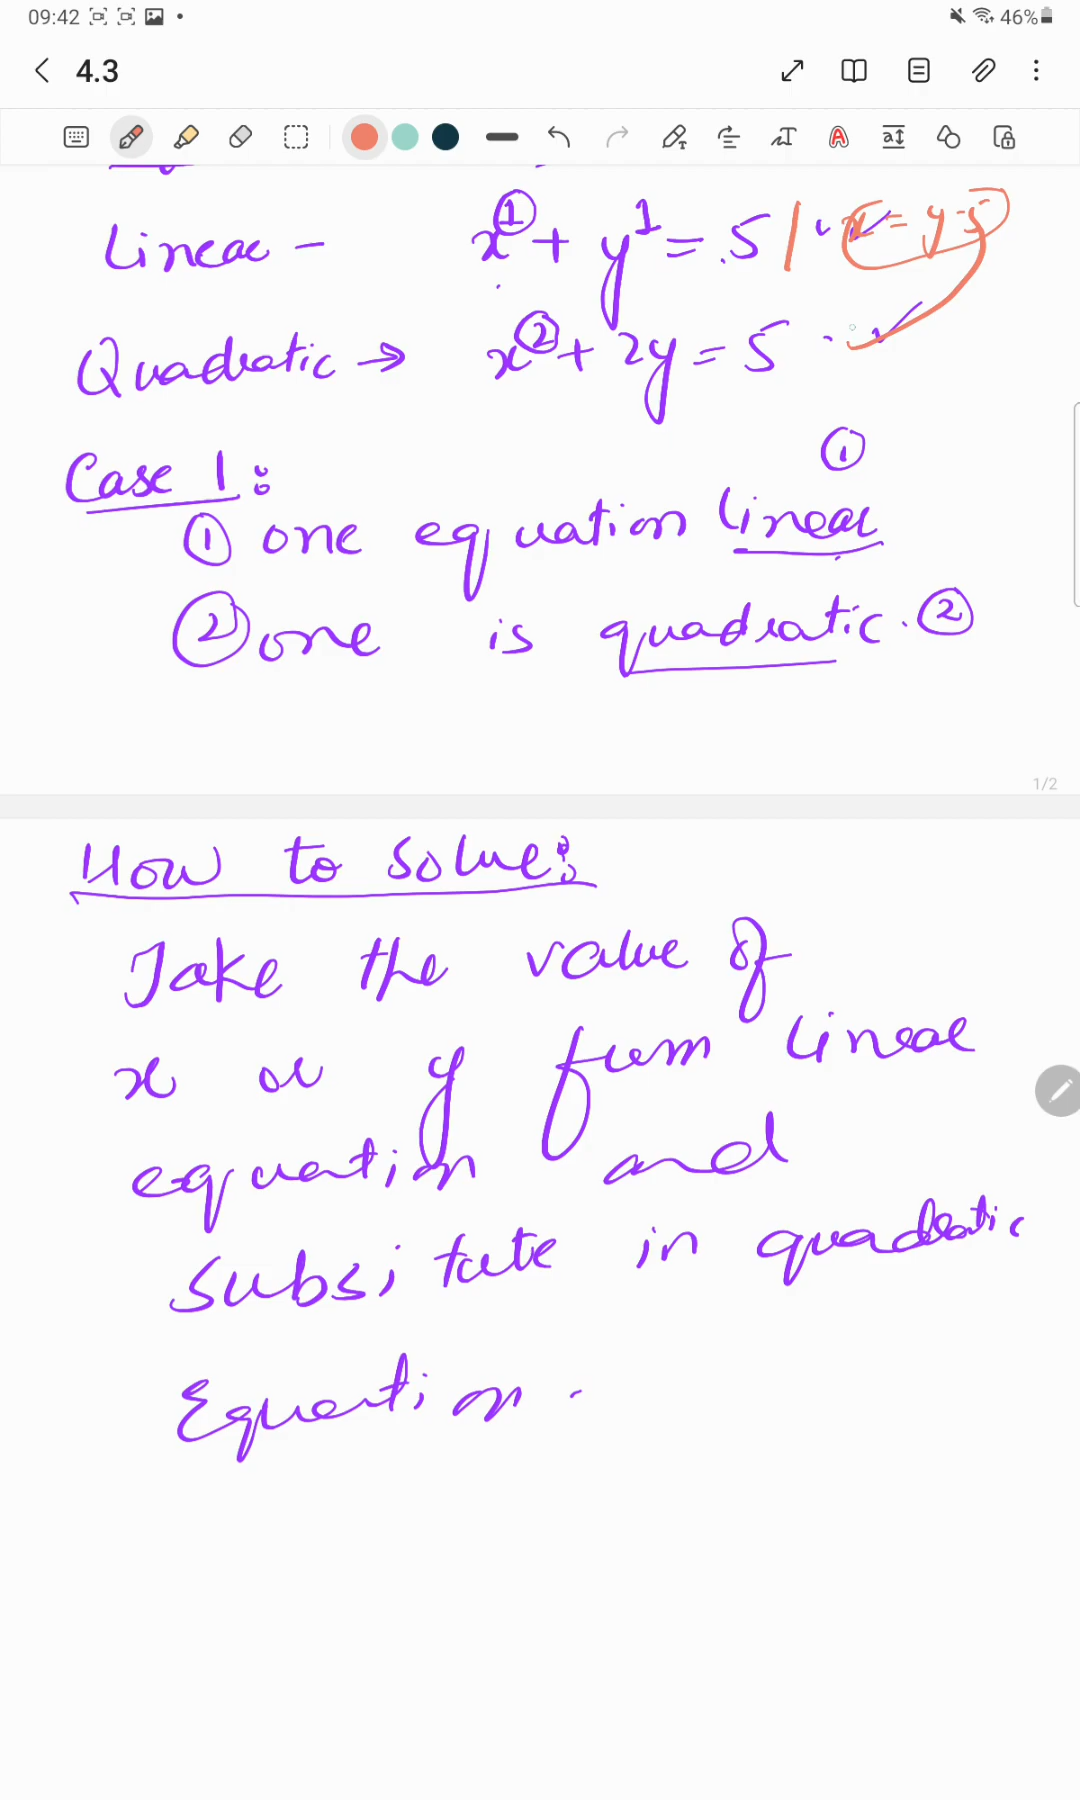 09:42 46%
4.3
Linear - x¹ + y¹ = 5 | x = y-5
Quadratic → x² + 2y = 5
Case 1:
①
① one equation linear
② one is quadratic. ②
1/2
How to Solve:
Take the value of
x or y from linear
equation and
Subsitute in quadratic
Equation.